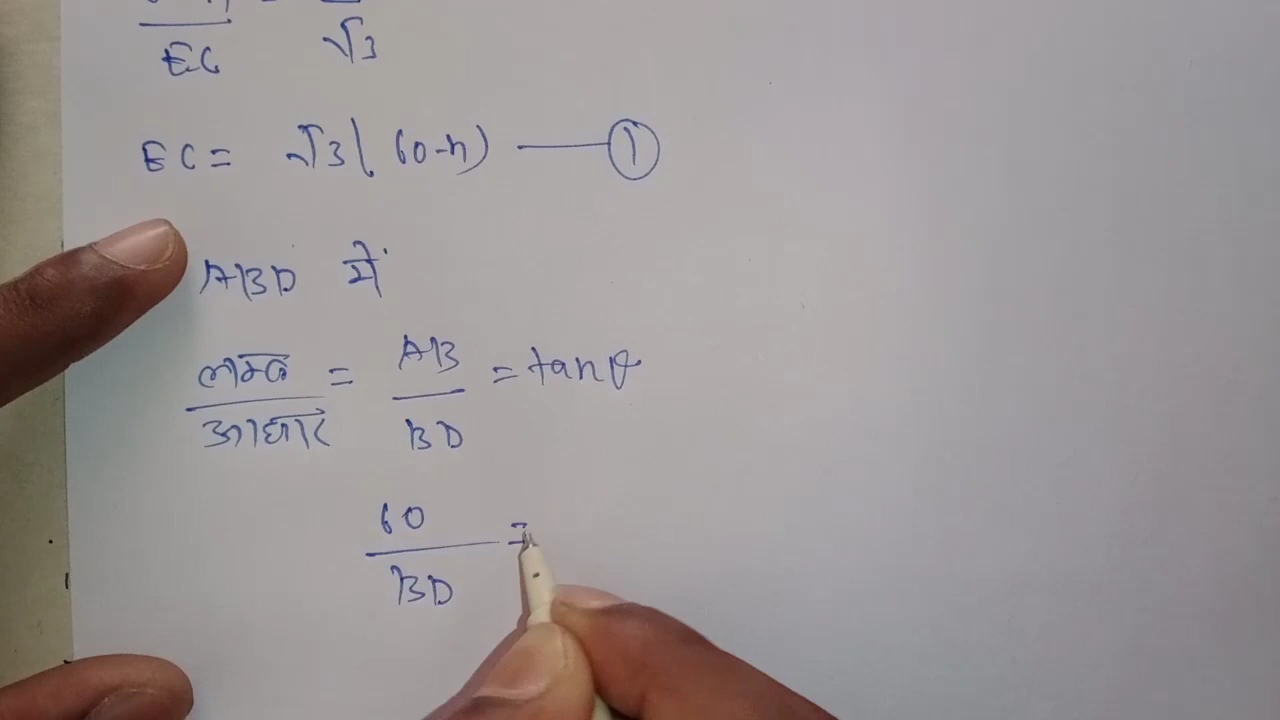 EC √3
EC = √3(60-h) — ①
ABD में
लम्ब / आधार = AB / BD = tanθ
60 / BD =